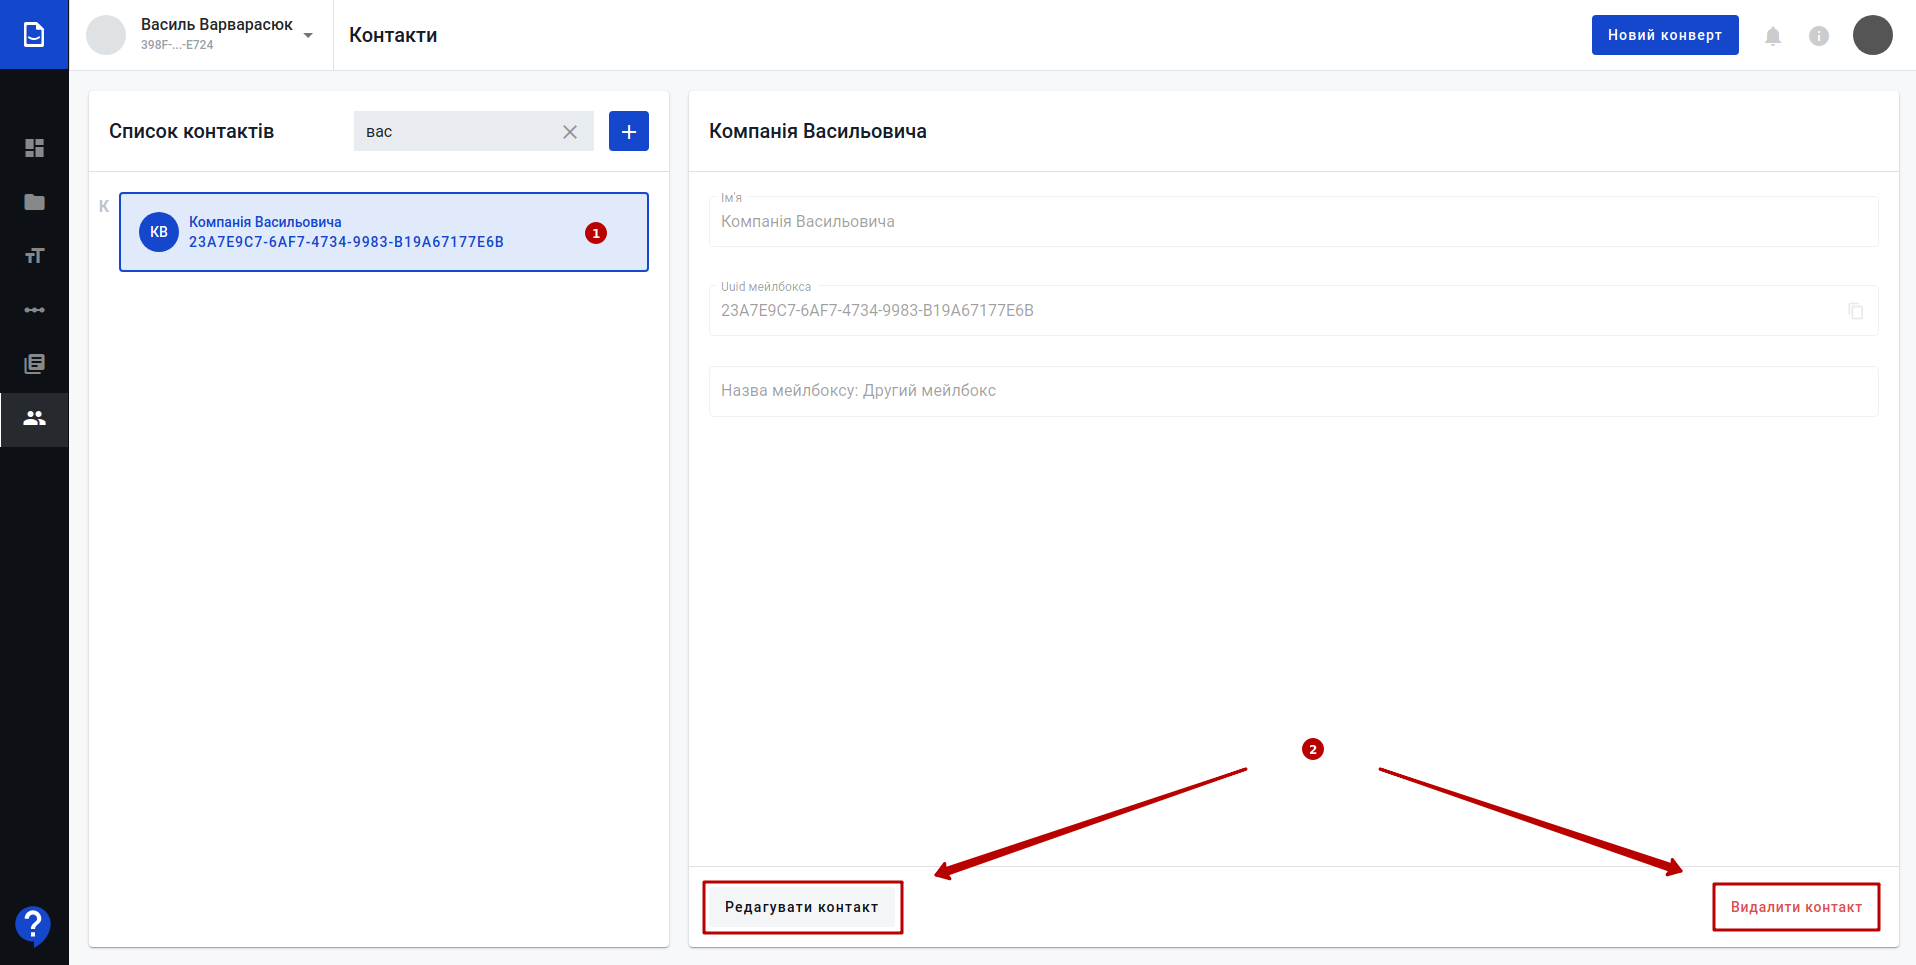 Василь Варварасюк
398F-...-E724
Контакти
Новий конверт
Список контактів
вас
+
К
КВ
Компанія Васильовича
23A7E9C7-6AF7-4734-9983-B19A67177E6B
1
Компанія Васильовича
Ім'я
Компанія Васильовича
Uuid мейлбокса
23A7E9C7-6AF7-4734-9983-B19A67177E6B
Назва мейлбоксу: Другий мейлбокс
2
Редагувати контакт
Видалити контакт
?